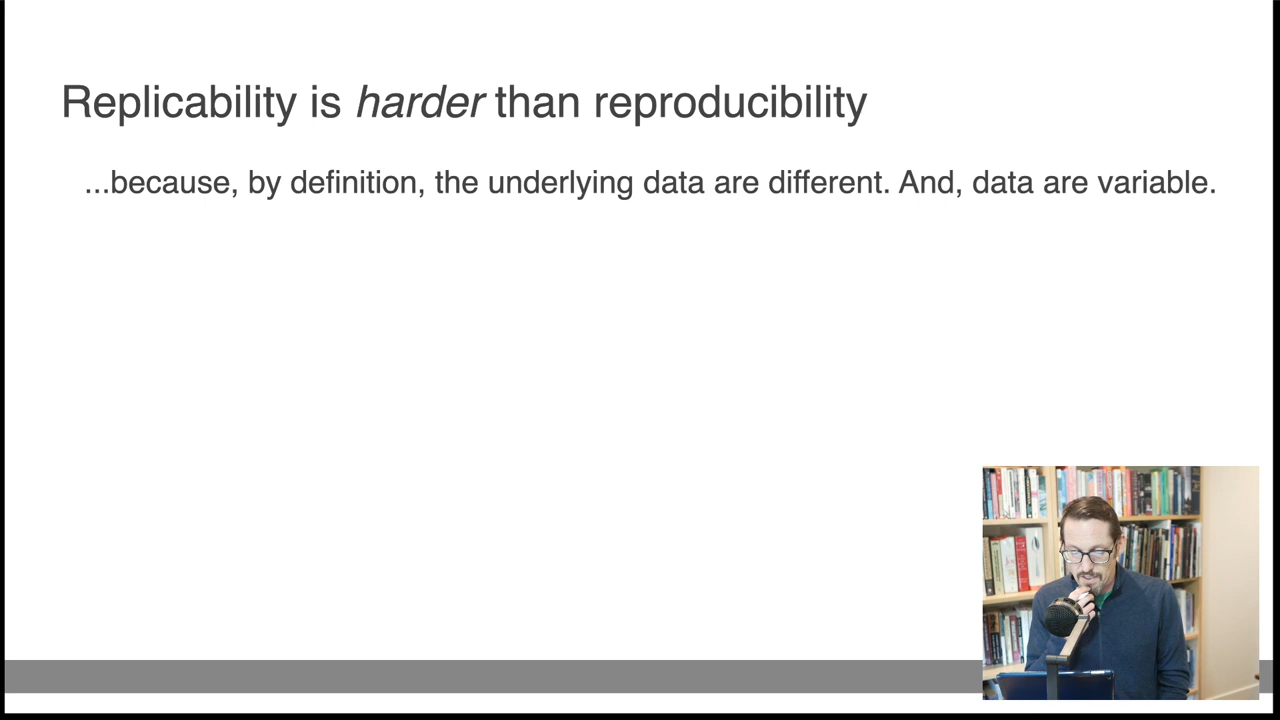 Replicability is harder than reproducibility
...because, by definition, the underlying data are different. And, data are variable.